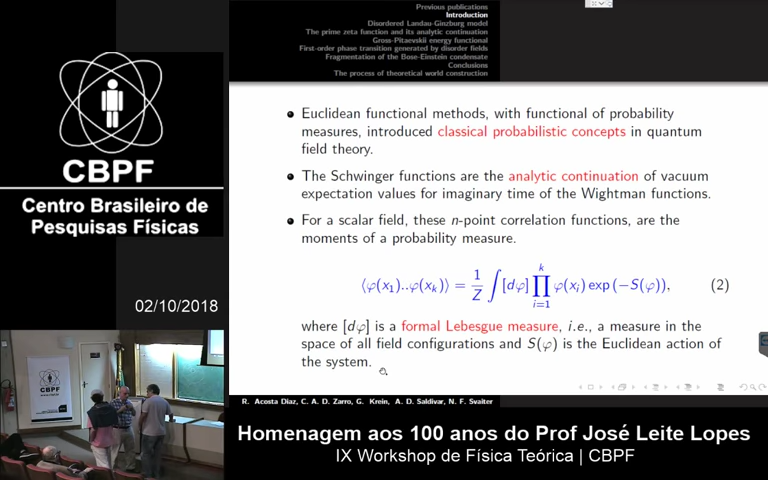 Previous publications
Introduction
Disordered Landau-Ginzburg model
The prime zeta function and its analytic continuation
Gross-Pitaevskii energy functional
First-order phase transition generated by disorder fields
Fragmentation of the Bose-Einstein condensate
Conclusions
The process of theoretical world construction
CBPF
Centro Brasileiro de
Pesquisas Físicas
02/10/2018
CBPF
• Euclidean functional methods, with functional of probability
measures, introduced classical probabilistic concepts in quantum
field theory.
• The Schwinger functions are the analytic continuation of vacuum
expectation values for imaginary time of the Wightman functions.
• For a scalar field, these n-point correlation functions, are the
moments of a probability measure.
⟨φ(x₁)..φ(xₖ)⟩ = 1/Z ∫[dφ] ∏ᵢ₌₁ᵏ φ(xᵢ) exp (−S(φ)), (2)
where [dφ] is a formal Lebesgue measure, i.e., a measure in the
space of all field configurations and S(φ) is the Euclidean action of
the system.
R. Acosta Diaz, C. A. D. Zarro, G. Krein, A. D. Saldivar, N. F. Svaiter
Homenagem aos 100 anos do Prof José Leite Lopes
IX Workshop de Física Teórica | CBPF